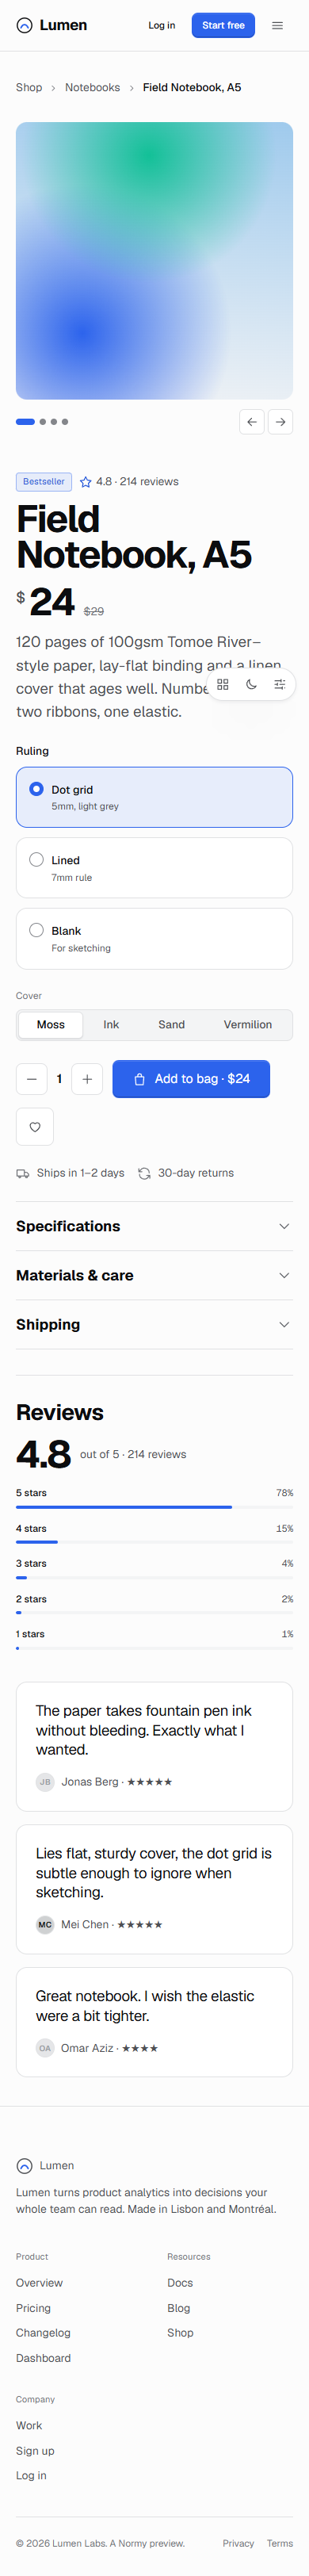 Lumen
Log in
Start free
Shop
Notebooks
Field Notebook, A5
Bestseller
4.8 · 214 reviews
Field
Notebook, A5
$ 24 $29
120 pages of 100gsm Tomoe River–
style paper, lay-flat binding and a linen
cover that ages well.
two ribbons, one elastic.
Ruling
Dot grid
5mm, light grey
Lined
7mm rule
Blank
For sketching
Cover
Moss
Ink
Sand
Vermilion
1
Add to bag · $24
Ships in 1–2 days
30-day returns
Specifications
Materials & care
Shipping
Reviews
4.8 out of 5 · 214 reviews
5 stars 78%
4 stars 15%
3 stars 4%
2 stars 2%
1 stars 1%
The paper takes fountain pen ink
without bleeding. Exactly what I
wanted.
JB Jonas Berg · ★★★★★
Lies flat, sturdy cover, the dot grid is
subtle enough to ignore when
sketching.
MC Mei Chen · ★★★★★
Great notebook. I wish the elastic
were a bit tighter.
OA Omar Aziz · ★★★★
Lumen
Lumen turns product analytics into decisions your
whole team can read. Made in Lisbon and Montréal.
Product
Overview
Pricing
Changelog
Dashboard
Resources
Docs
Blog
Shop
Company
Work
Sign up
Log in
© 2026 Lumen Labs. A Normy preview.
Privacy
Terms